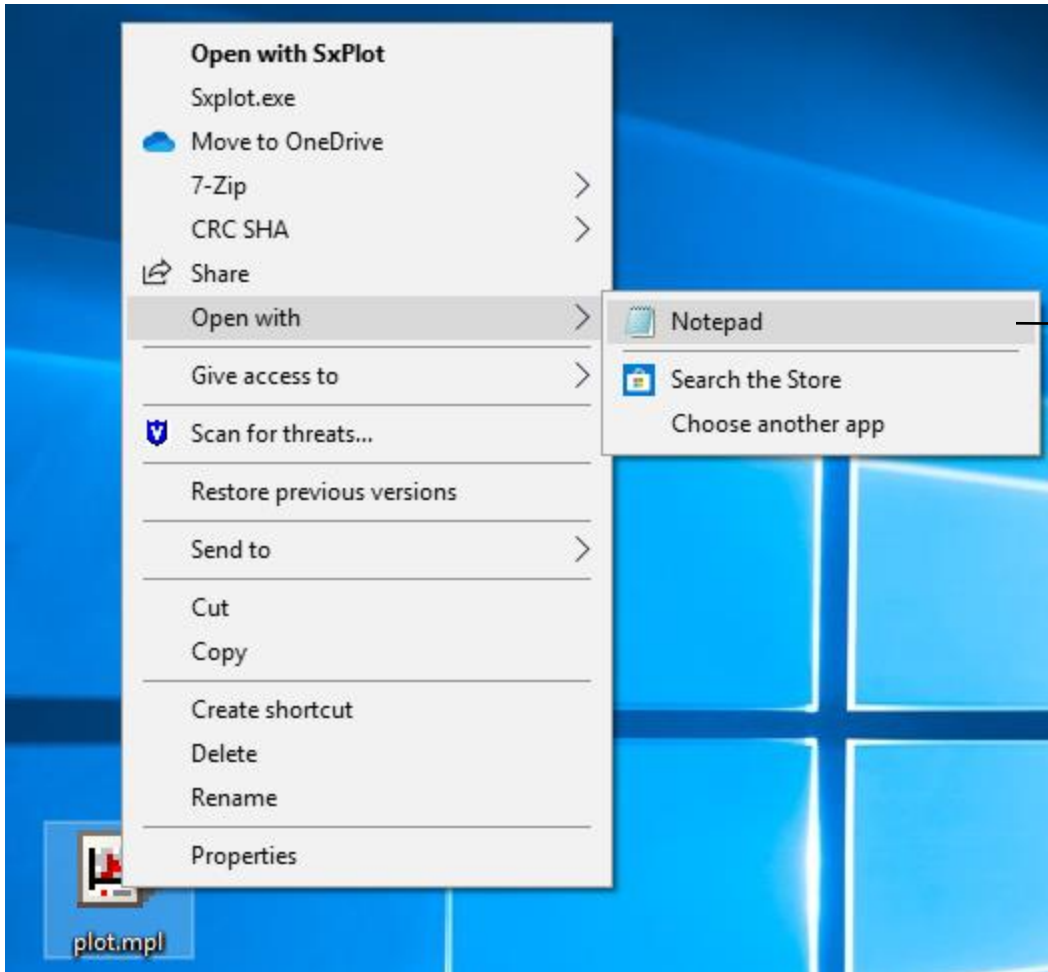 Open with SxPlot
Sxplot.exe
Move to OneDrive
7-Zip
CRC SHA
Share
Open with
Notepad
Search the Store
Choose another app
Give access to
Scan for threats...
Restore previous versions
Send to
Cut
Copy
Create shortcut
Delete
Rename
Properties
plot.mpl